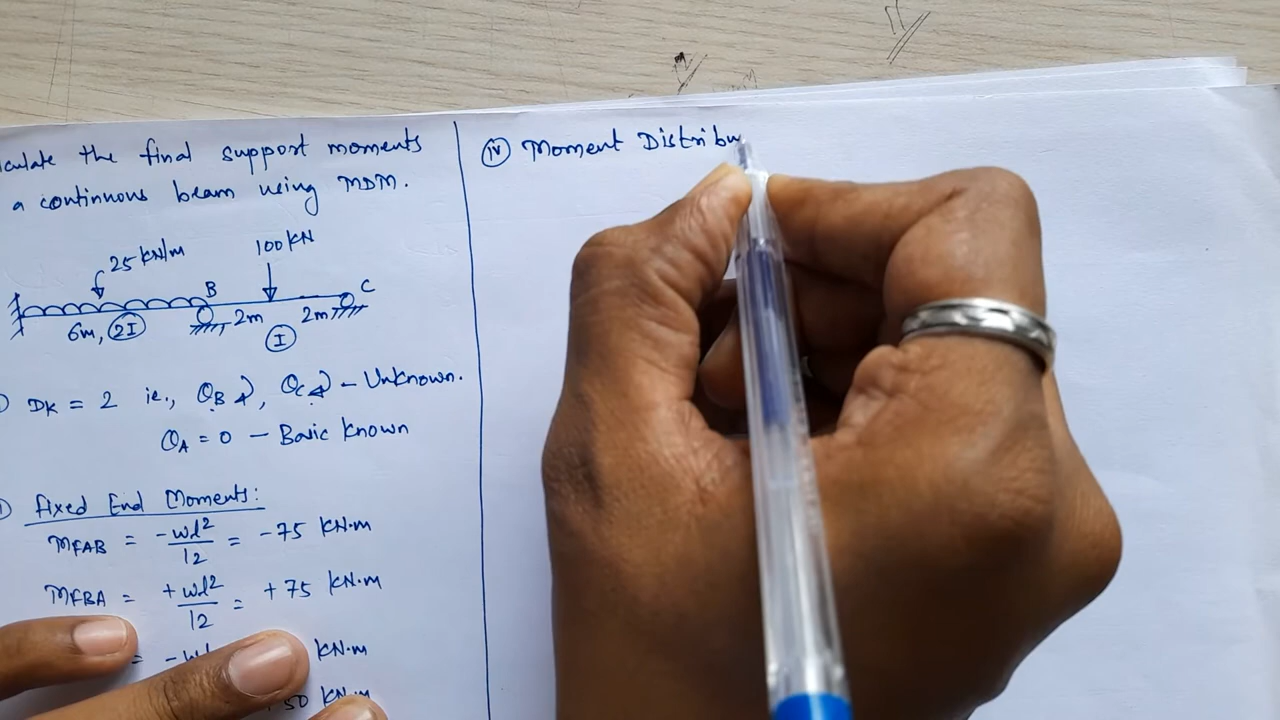 the final support moments
a continuous beam using MDM.
25 kN/m
100 kN
B
C
6m, 2I
2m
2m
I
DK = 2 ie., θB, θC - Unknown.
θA = 0 - Basic Known
Fixed End Moments:
MFAB = -wl²/12 = -75 KN.m
MFBA = +wl²/12 = +75 KN.m
= -wl KN.m
50 KN.m
iv Moment Distribu